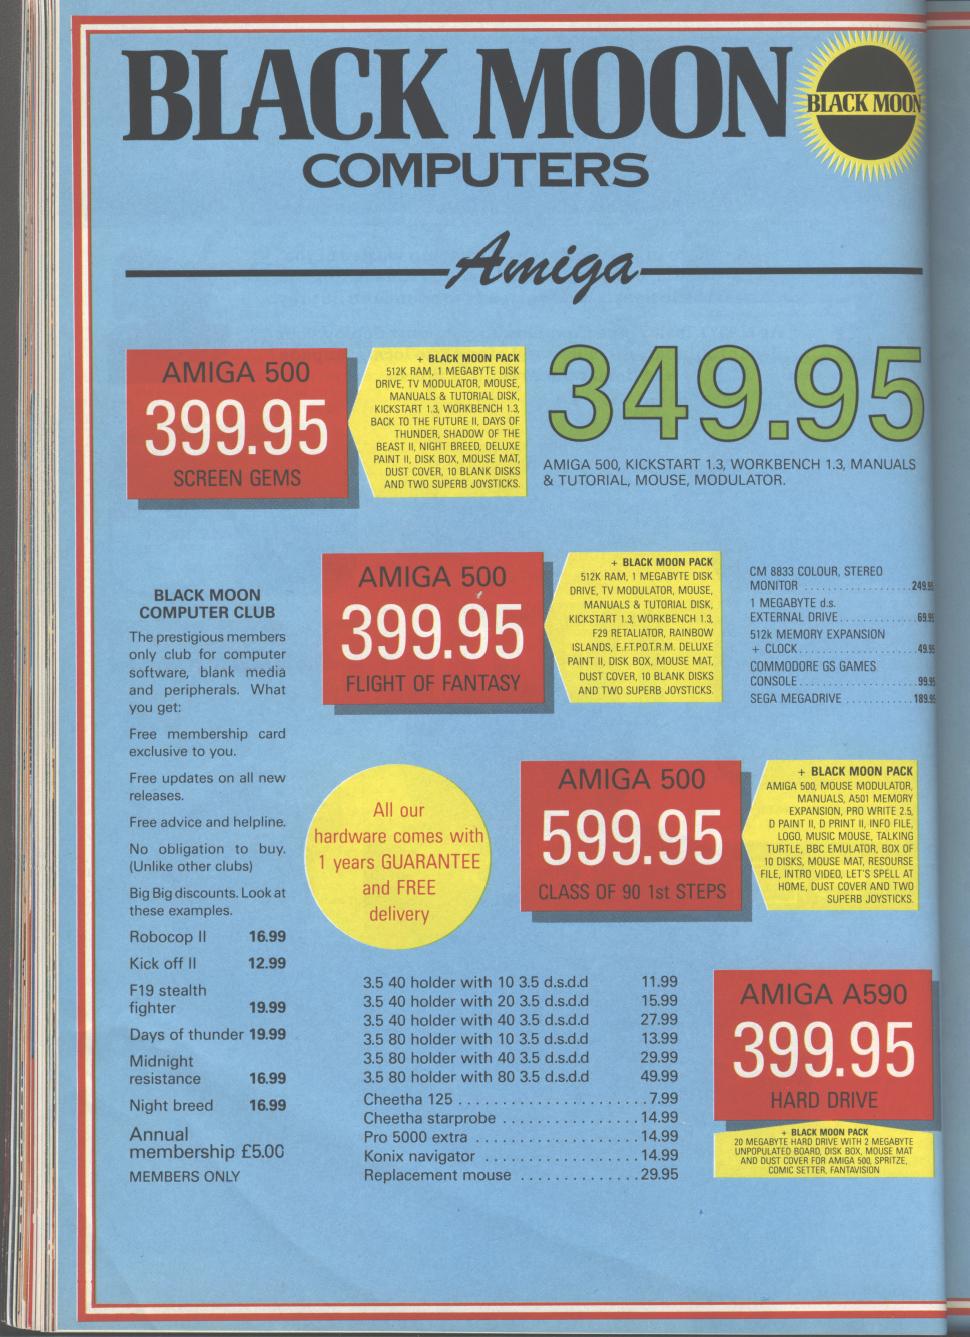 BLACK MOON
BLACK MOON
COMPUTERS
Amiga
AMIGA 500
399.95
SCREEN GEMS
+ BLACK MOON PACK
512K RAM, 1 MEGABYTE DISK
DRIVE, TV MODULATOR, MOUSE,
MANUALS & TUTORIAL DISK,
KICKSTART 1.3, WORKBENCH 1.3,
BACK TO THE FUTURE II, DAYS OF
THUNDER, SHADOW OF THE
BEAST II, NIGHT BREED, DELUXE
PAINT II, DISK BOX, MOUSE MAT,
DUST COVER, 10 BLANK DISKS
AND TWO SUPERB JOYSTICKS.
349.95
AMIGA 500, KICKSTART 1.3, WORKBENCH 1.3, MANUALS
& TUTORIAL, MOUSE, MODULATOR.
AMIGA 500
399.95
FLIGHT OF FANTASY
+ BLACK MOON PACK
512K RAM, 1 MEGABYTE DISK
DRIVE, TV MODULATOR, MOUSE,
MANUALS & TUTORIAL DISK,
KICKSTART 1.3, WORKBENCH 1.3,
F29 RETALIATOR, RAINBOW
ISLANDS, E.F.T.P.O.T.R.M. DELUXE
PAINT II, DISK BOX, MOUSE MAT,
DUST COVER, 10 BLANK DISKS
AND TWO SUPERB JOYSTICKS.
CM 8833 COLOUR, STEREO
MONITOR ....................249.95
1 MEGABYTE d.s.
EXTERNAL DRIVE ..............69.95
512k MEMORY EXPANSION
+ CLOCK .....................49.95
COMMODORE GS GAMES
CONSOLE .....................99.95
SEGA MEGADRIVE ..........189.95
BLACK MOON
COMPUTER CLUB
The prestigious members
only club for computer
software, blank media
and peripherals. What
you get:
Free membership card
exclusive to you.
Free updates on all new
releases.
Free advice and helpline.
No obligation to buy.
(Unlike other clubs)
Big Big discounts. Look at
these examples.
Robocop II 16.99
Kick off II 12.99
F19 stealth
fighter 19.99
Days of thunder 19.99
Midnight
resistance 16.99
Night breed 16.99
Annual
membership £5.00
MEMBERS ONLY
All our
hardware comes with
1 years GUARANTEE
and FREE
delivery
AMIGA 500
599.95
CLASS OF 90 1st STEPS
+ BLACK MOON PACK
AMIGA 500, MOUSE MODULATOR,
MANUALS, A501 MEMORY
EXPANSION, PRO WRITE 2.5,
D PAINT II, D PRINT II, INFO FILE,
LOGO, MUSIC MOUSE, TALKING
TURTLE, BBC EMULATOR, BOX OF
10 DISKS, MOUSE MAT, RESOURSE
FILE, INTRO VIDEO, LET'S SPELL AT
HOME, DUST COVER AND TWO
SUPERB JOYSTICKS.
3.5 40 holder with 10 3.5 d.s.d.d 11.99
3.5 40 holder with 20 3.5 d.s.d.d 15.99
3.5 40 holder with 40 3.5 d.s.d.d 27.99
3.5 80 holder with 10 3.5 d.s.d.d 13.99
3.5 80 holder with 40 3.5 d.s.d.d 29.99
3.5 80 holder with 80 3.5 d.s.d.d 49.99
Cheetha 125 ......................7.99
Cheetha starprobe ...............14.99
Pro 5000 extra ..................14.99
Konix navigator .................14.99
Replacement mouse ..............29.95
AMIGA A590
399.95
HARD DRIVE
+ BLACK MOON PACK
20 MEGABYTE HARD DRIVE WITH 2 MEGABYTE
UNPOPULATED BOARD, DISK BOX, MOUSE MAT
AND DUST COVER FOR AMIGA 500, SPRITZE,
COMIC SETTER, FANTAVISION